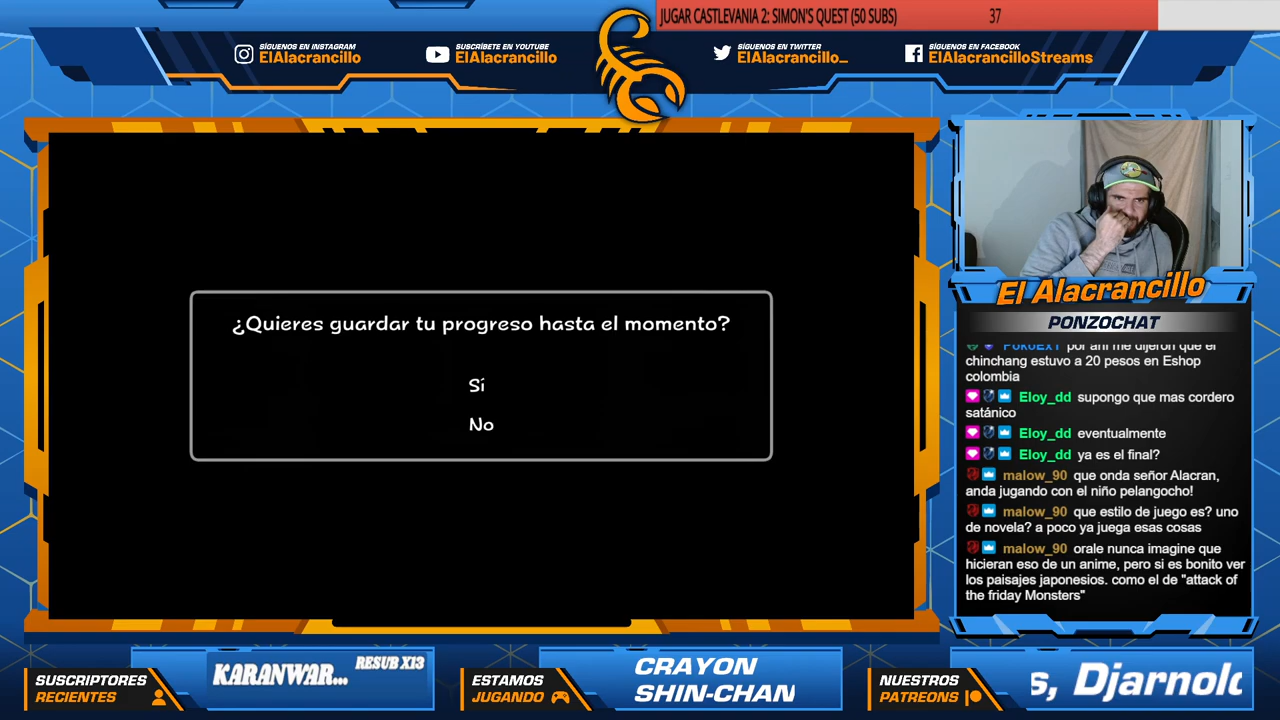 JUGAR CASTLEVANIA 2: SIMON'S QUEST (50 SUBS) 37
SÍGUENOS EN INSTAGRAM
ElAlacrancillo
SUSCRÍBETE EN YOUTUBE
ElAlacrancillo
SÍGUENOS EN TWITTER
ElAlacrancillo_
SÍGUENOS EN FACEBOOK
ElAlacrancilloStreams
¿Quieres guardar tu progreso hasta el momento?
Sí
No
El Alacrancillo
PONZOCHAT
por ahi me dijeron que el
chinchang estuvo a 20 pesos en Eshop
colombia
Eloy_dd supongo que mas cordero
satánico
Eloy_dd eventualmente
Eloy_dd ya es el final?
malow_90 que onda señor Alacran,
anda jugando con el niño pelangocho!
malow_90 que estilo de juego es? uno
de novela? a poco ya juega esas cosas
malow_90 orale nunca imagine que
hicieran eso de un anime, pero si es bonito ver
los paisajes japonesios. como el de "attack of
the friday Monsters"
SUSCRIPTORES
RECIENTES
KARANWAR...
RESUB X13
ESTAMOS
JUGANDO
CRAYON
SHIN-CHAN
NUESTROS
PATREONS
s, Djarnol